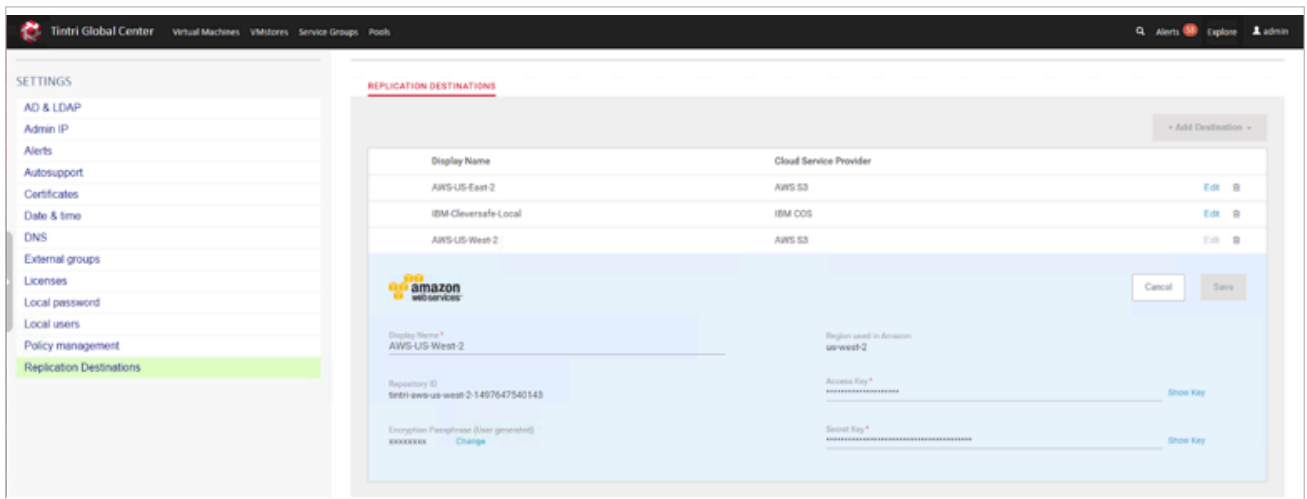 Tintri Global Center Virtual Machines VMstores Service Groups Pools Alerts 55 Explore admin
SETTINGS
AD & LDAP
Admin IP
Alerts
Autosupport
Certificates
Date & time
DNS
External groups
Licenses
Local password
Local users
Policy management
Replication Destinations
REPLICATION DESTINATIONS
+ Add Destination
Display Name Cloud Service Provider
AWS-US-East-2 AWS S3 Edit
IBM-Cleversafe-Local IBM COS Edit
AWS-US-West-2 AWS S3 Edit
amazon
webservices
Cancel Save
Display Name* Region used in Amazon
AWS-US-West-2 us-west-2
Repository ID Access Key*
tintri-aws-us-west-2-1497647540143 Show Key
Encryption Passphrase (User generated) Secret Key*
xxxxxxxx Change Show Key